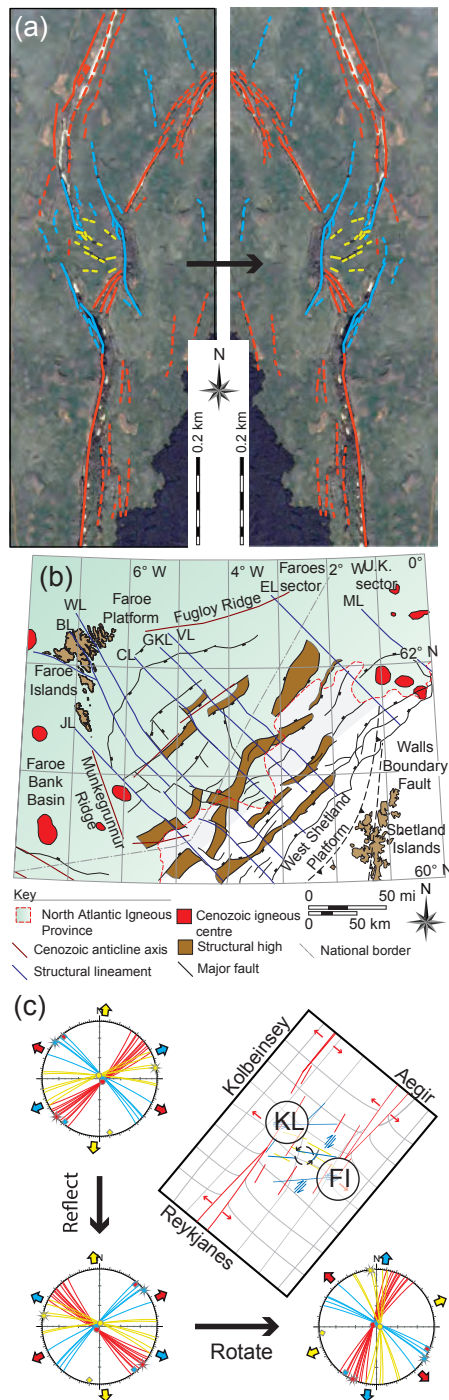 (a)
N
0.2 km
0.2 km
(b)
6° W
4° W
2° W
0°
Faroes sector
U.K. sector
WL
BL
Faroe Platform
Fugloy Ridge
EL
ML
GKL
VL
CL
62° N
Faroe Islands
JL
Munkegrunnur Ridge
Faroe Bank Basin
Walls Boundary Fault
West Shetland Platform
Shetland Islands
60° N
Key
50 mi
50 km
N
North Atlantic Igneous Province
Cenozoic igneous centre
Cenozoic anticline axis
Structural high
National border
Structural lineament
Major fault
(c)
N
Kolbeinsey
Aegir
KL
FI
Reykjanes
Reflect
N
N
Rotate